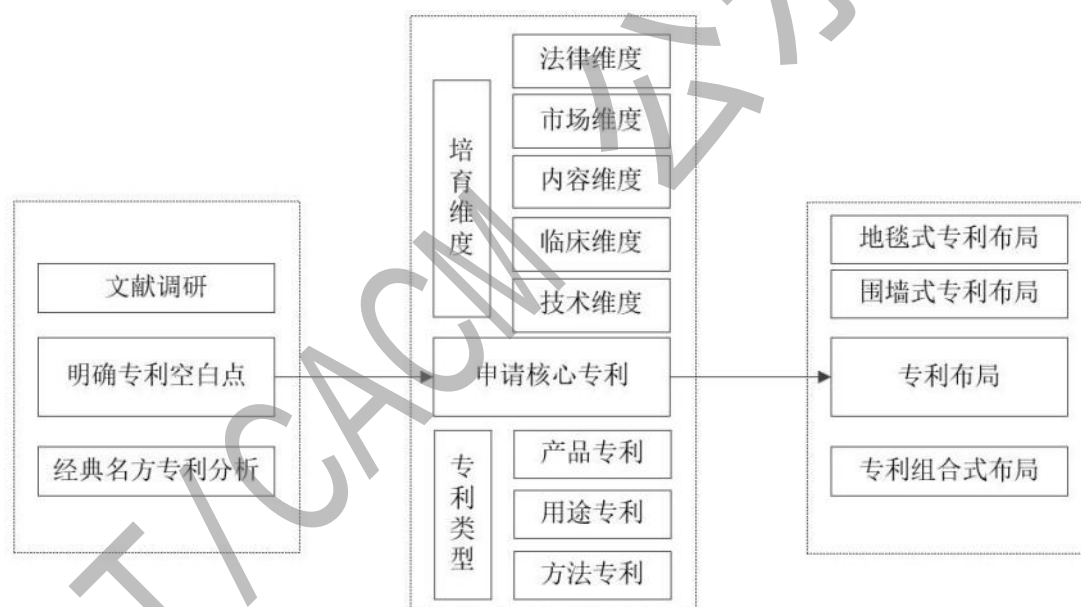 文献调研
明确专利空白点
经典名方专利分析
培育维度
法律维度
市场维度
内容维度
临床维度
技术维度
申请核心专利
专利类型
产品专利
用途专利
方法专利
地毯式专利布局
围墙式专利布局
专利布局
专利组合式布局
T/CACM 公示